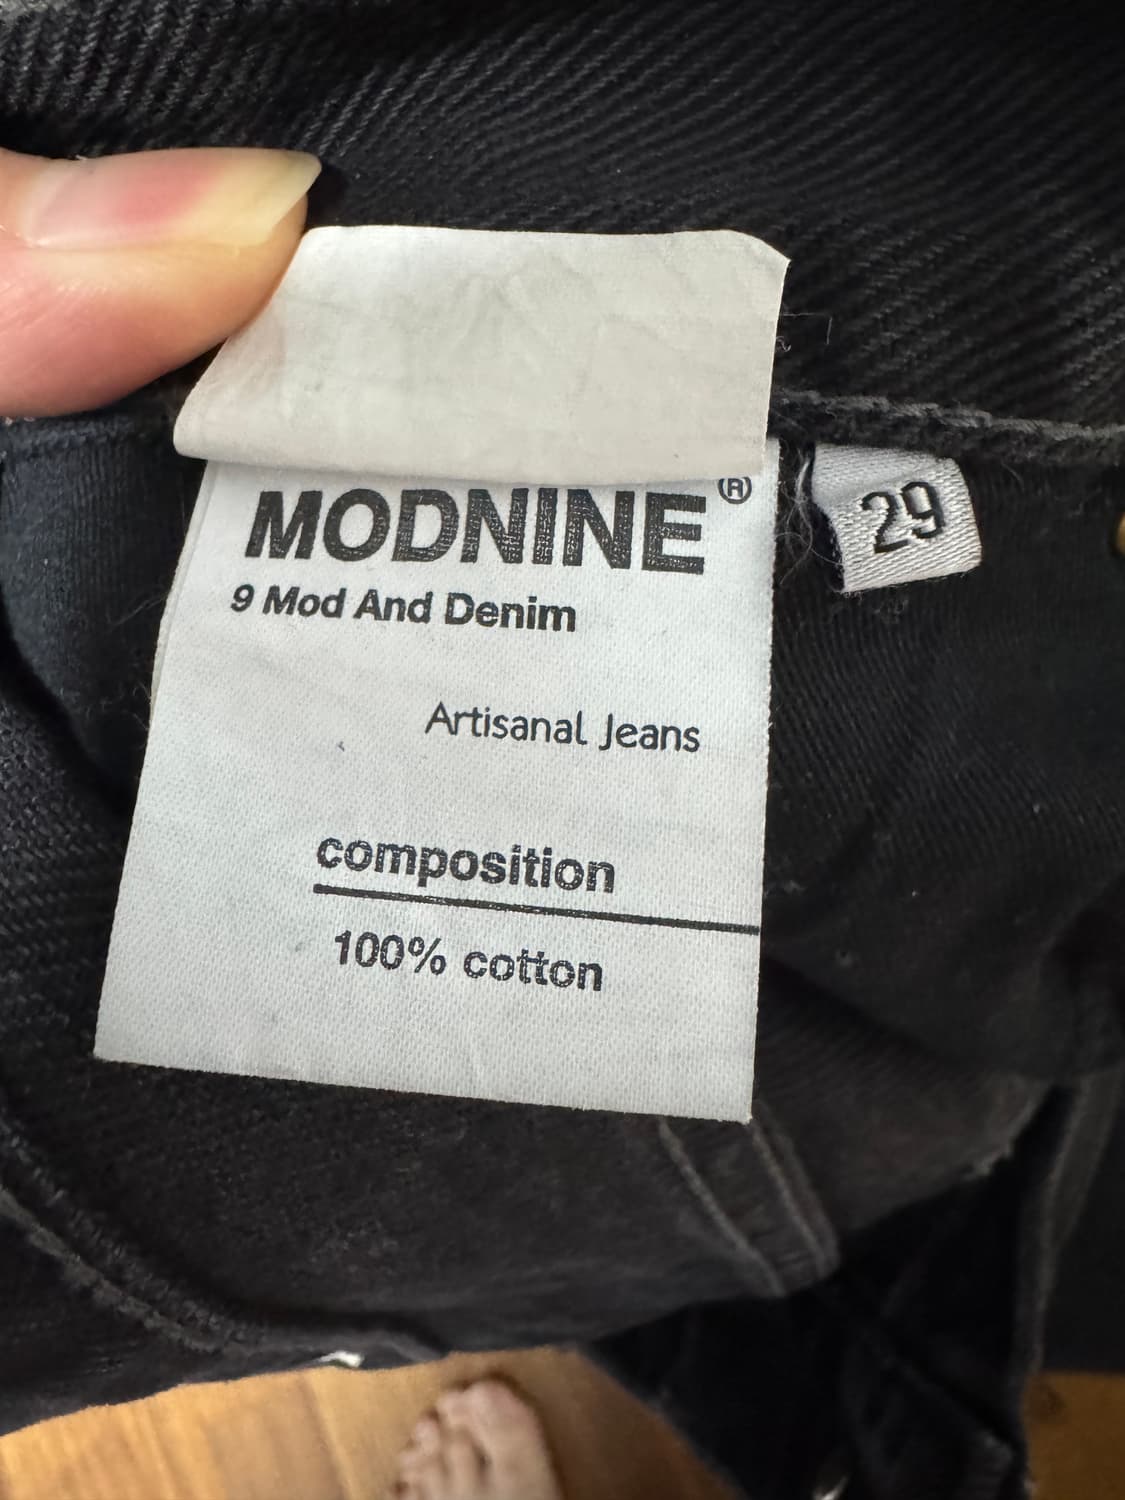 MODNINE®
29
9 Mod And Denim
Artisanal Jeans
composition
100% cotton